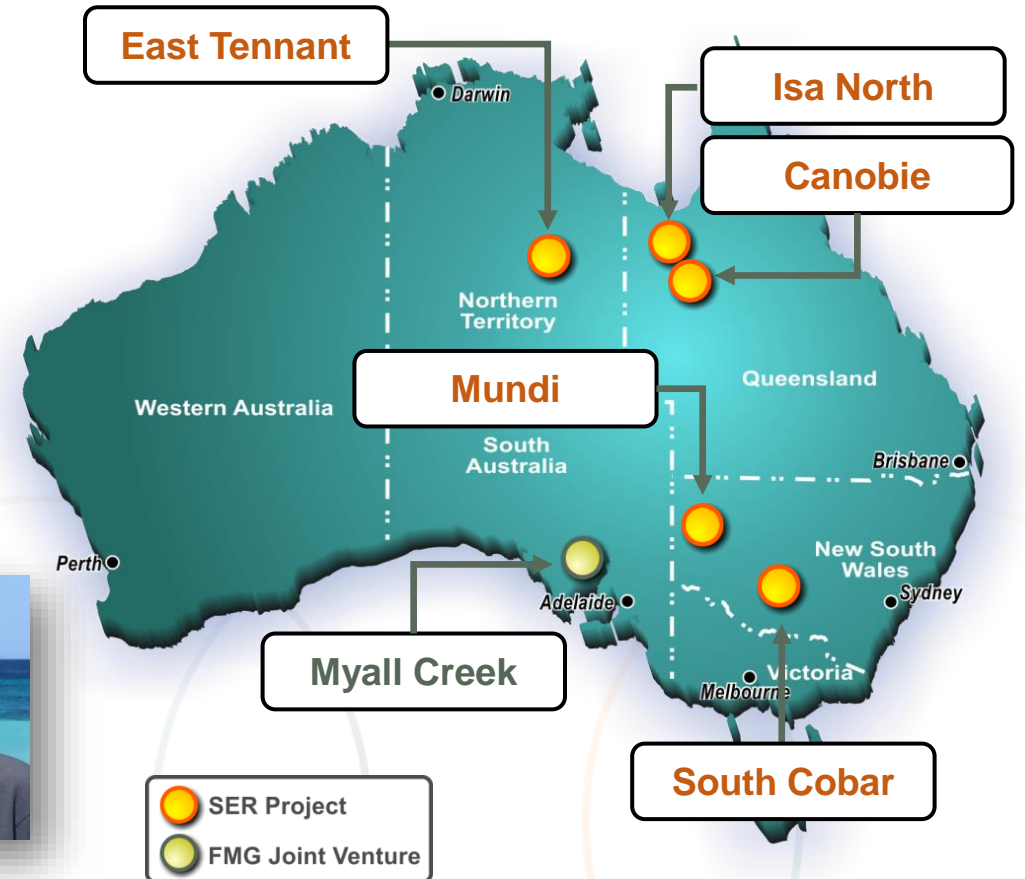 East Tennant
Darwin
Isa North
Canobie
Northern
Territory
Mundi
Queensland
Western Australia
South
Australia
Brisbane
Perth
New South
Wales
Adelaide
Sydney
Myall Creek
Victoria
Melbourne
South Cobar
SER Project
FMG Joint Venture